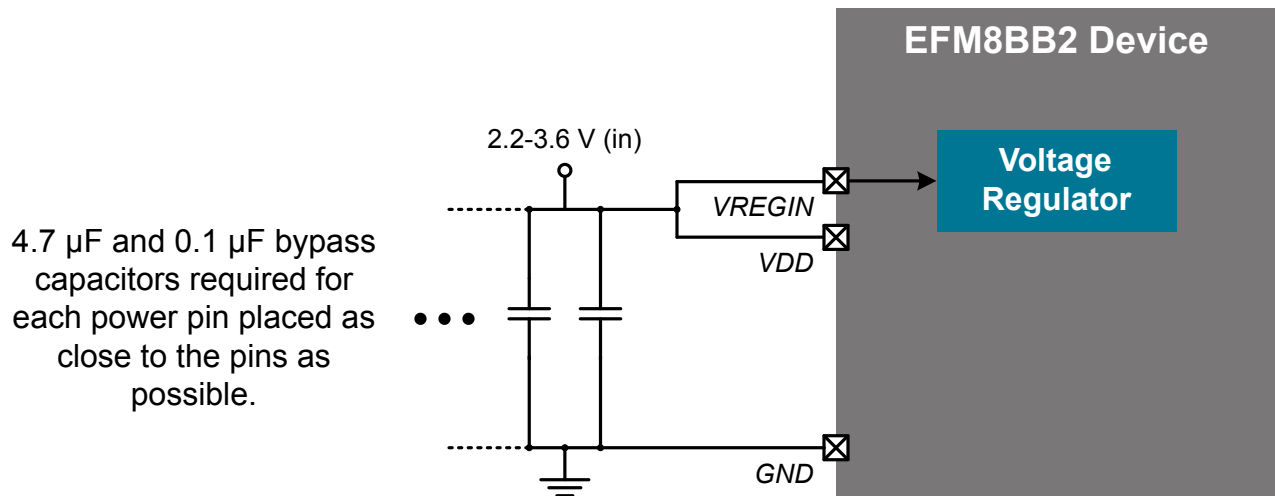 EFM8BB2 Device
2.2-3.6 V (in)
Voltage
Regulator
VREGIN
VDD
4.7 µF and 0.1 µF bypass
capacitors required for
each power pin placed as
close to the pins as
possible.
GND